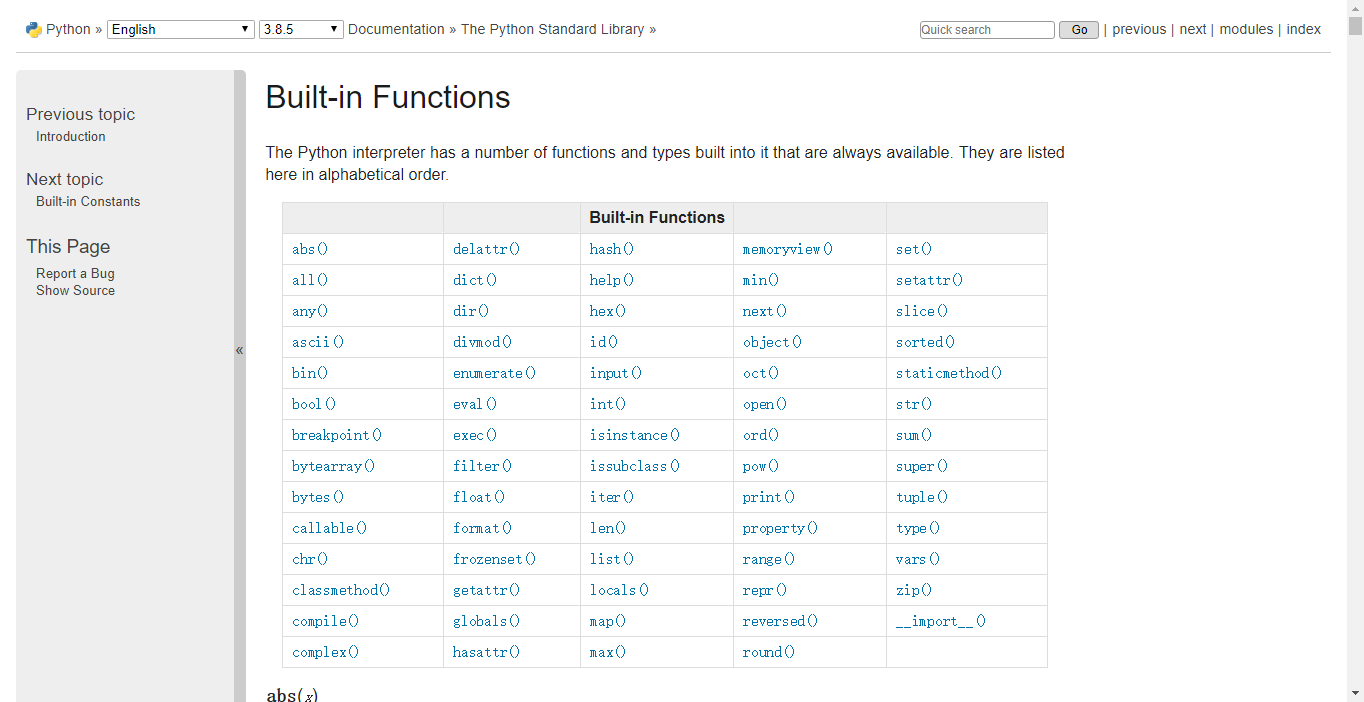 Python » English 3.8.5 Documentation » The Python Standard Library » Quick search Go | previous | next | modules | index
Previous topic
Introduction
Next topic
Built-in Constants
This Page
Report a Bug
Show Source
«
Built-in Functions
The Python interpreter has a number of functions and types built into it that are always available. They are listed
here in alphabetical order.
Built-in Functions
abs() delattr() hash() memoryview() set()
all() dict() help() min() setattr()
any() dir() hex() next() slice()
ascii() divmod() id() object() sorted()
bin() enumerate() input() oct() staticmethod()
bool() eval() int() open() str()
breakpoint() exec() isinstance() ord() sum()
bytearray() filter() issubclass() pow() super()
bytes() float() iter() print() tuple()
callable() format() len() property() type()
chr() frozenset() list() range() vars()
classmethod() getattr() locals() repr() zip()
compile() globals() map() reversed() __import__()
complex() hasattr() max() round()
abs(x)